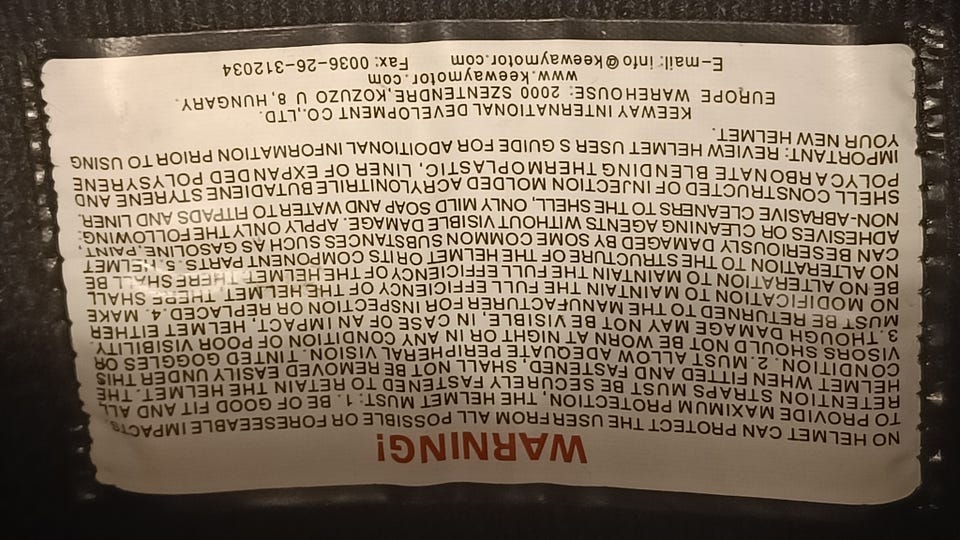 WARNING!
NO HELMET CAN PROTECT THE USER FROM ALL POSSIBLE OR FORESEEABLE IMPACTS
TO PROVIDE MAXIMUM PROTECTION, THE HELMET MUST: 1. BE OF GOOD FIT AND ALL
RETENTION STRAPS MUST BE SECURELY FASTENED TO RETAIN THE HELMET. THE
HELMET WHEN FITTED AND FASTENED, SHALL NOT BE REMOVED EASILY UNDER THIS
CONDITION. 2. MUST ALLOW ADEQUATE PERIPHERAL VISION. TINTED GOGGLES OR
VISORS SHOULD NOT BE WORN AT NIGHT OR IN ANY CONDITION OF POOR VISIBILITY.
3. THOUGH DAMAGE MAY NOT BE VISIBLE, IN CASE OF AN IMPACT, HELMET EITHER
MUST BE RETURNED TO THE MANUFACTURER FOR INSPECTION OR REPLACED. 4. MAKE
NO MODIFICATION TO MAINTAIN THE FULL EFFICIENCY OF THE HELMET. THERE SHALL
BE NO ALTERATION TO MAINTAIN THE FULL EFFICIENCY OF THE HELMET THERE SHALL BE
NO ALTERATION TO THE STRUCTURE OF THE HELMET OR ITS COMPONENT PARTS. 5. HELMET
CAN BE SERIOUSLY DAMAGED BY SOME COMMON SUBSTANCES SUCH AS GASOLINE, PAINT,
ADHESIVES OR CLEANING AGENTS WITHOUT VISIBLE DAMAGE. APPLY ONLY THE FOLLOWING:
NON-ABRASIVE CLEANERS TO THE SHELL, ONLY MILD SOAP AND WATER TO FITPADS AND LINER.
SHELL CONSTRUCTED OF INJECTION MOLDED ACRYLONITRILE BUTADIENE STYRENE AND
POLYCARBONATE BLENDING THERMOPLASTIC, LINER OF EXPANDED POLYSYRENE
IMPORTANT: REVIEW HELMET USER S GUIDE FOR ADDITIONAL INFORMATION PRIOR TO USING
YOUR NEW HELMET.
KEEWAY INTERNATIONAL DEVELOPMENT CO.,LTD.
EUROPE WAREHOUSE: 2000 SZENTENDRE,KOZUZO U 8, HUNGARY.
www.keewaymotor.com
E-mail: info@keewaymotor.com Fax: 0036-26-312034